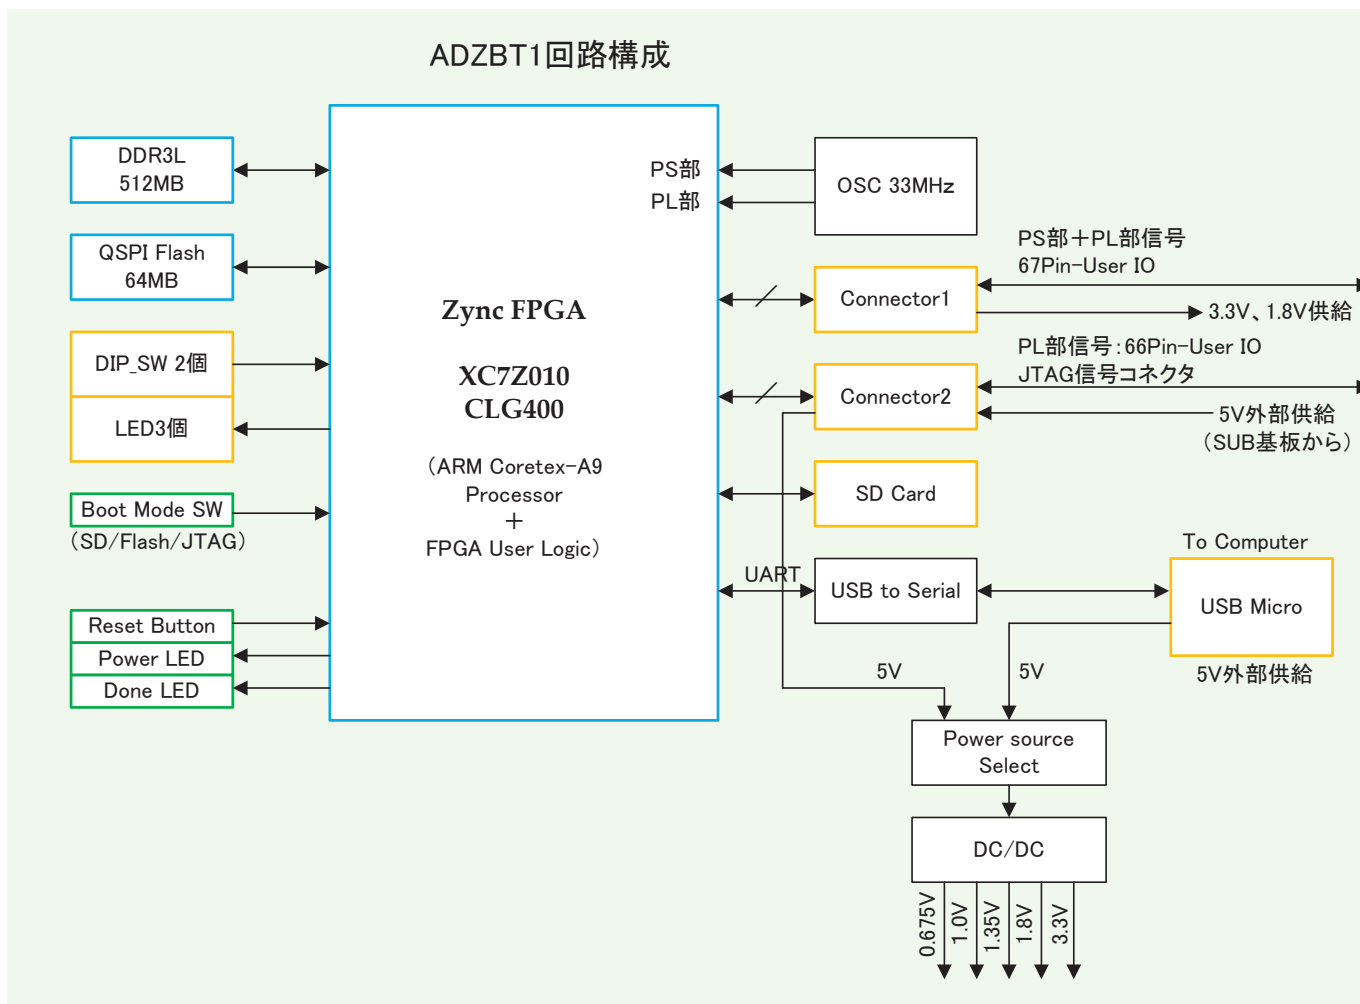 ADZBT1回路構成
DDR3L
512MB
QSPI Flash
64MB
DIP_SW 2個
LED3個
Boot Mode SW
(SD/Flash/JTAG)
Reset Button
Power LED
Done LED
PS部
PL部
Zync FPGA
XC7Z010
CLG400
(ARM Coretex-A9
Processor
+
FPGA User Logic)
OSC 33MHz
PS部+PL部信号
67Pin-User IO
Connector1
3.3V、1.8V供給
PL部信号:66Pin-User IO
JTAG信号コネクタ
Connector2
5V外部供給
(SUB基板から)
SD Card
To Computer
UART
USB to Serial
USB Micro
5V
5V
5V外部供給
Power source
Select
DC/DC
0.675V
1.0V
1.35V
1.8V
3.3V